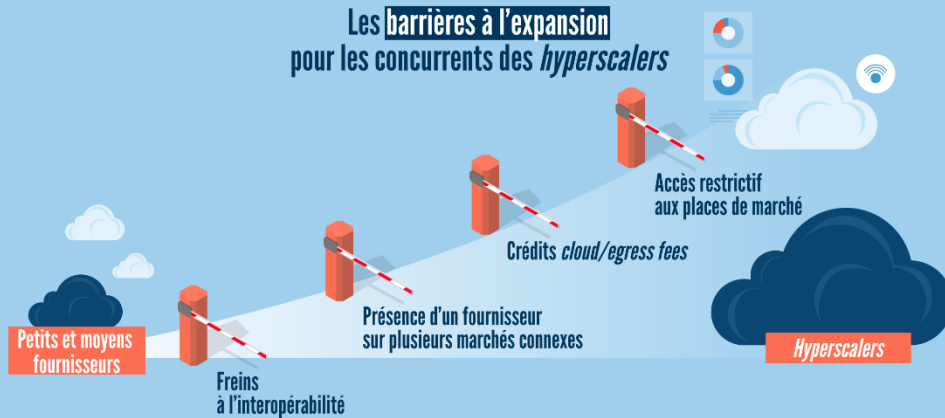 Les barrières à l'expansion
pour les concurrents des hyperscalers
Accès restrictif
aux places de marché
Crédits cloud/egress fees
Présence d'un fournisseur
sur plusieurs marchés connexes
Freins
à l'interopérabilité
Petits et moyens
fournisseurs
Hyperscalers